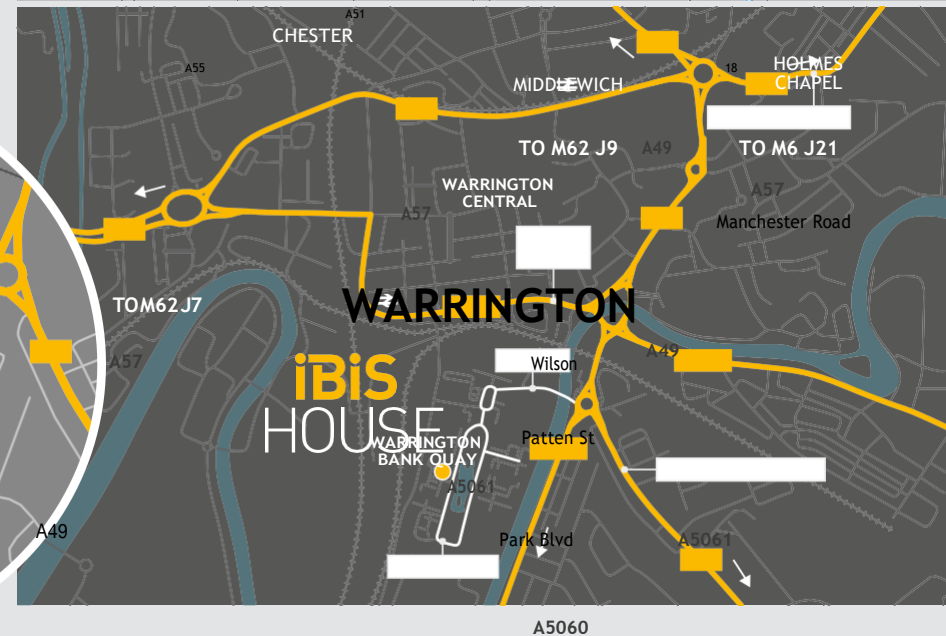 A51
CHESTER
A55
18
HOLMES
CHAPEL
MIDDLEWICH
TO M62 J9
A49
TO M6 J21
WARRINGTON
CENTRAL
A57
A57
Manchester Road
TOM62J7
WARRINGTON
A49
A57
Wilson
iBiS
HOUSE
WARRINGTON
BANK QUAY
Patten St
A5061
A49
Park Blvd
A5061
A5060